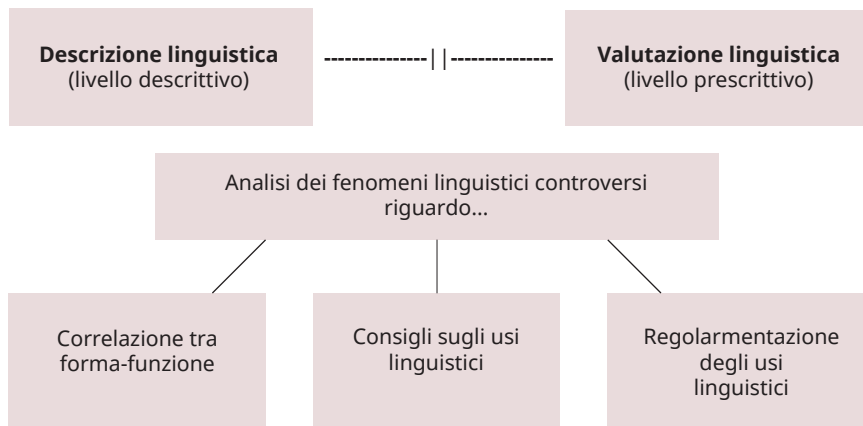 Descrizione linguistica
(livello descrittivo)
---------------||---------------
Valutazione linguistica
(livello prescrittivo)
Analisi dei fenomeni linguistici controversi
riguardo...
Correlazione tra
forma-funzione
Consigli sugli usi
linguistici
Regolarmentazione
degli usi
linguistici